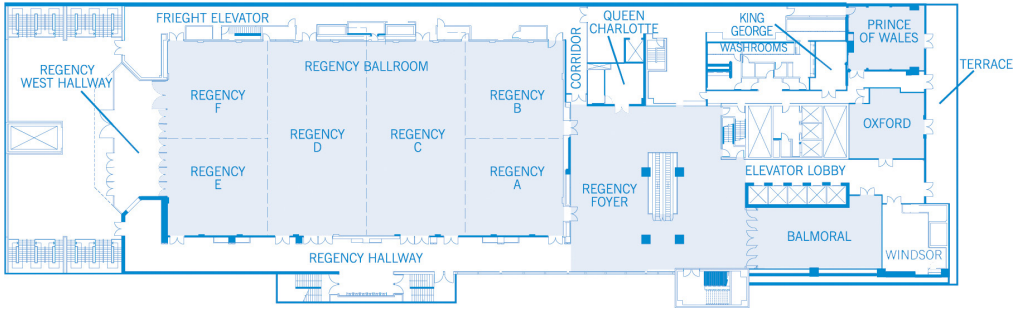 FRIEGHT ELEVATOR
QUEEN
CHARLOTTE
KING
GEORGE
PRINCE
OF WALES
WASHROOMS
CORRIDOR
REGENCY
WEST HALLWAY
REGENCY BALLROOM
TERRACE
REGENCY
F
REGENCY
B
OXFORD
REGENCY
D
REGENCY
C
REGENCY
E
REGENCY
A
REGENCY
FOYER
ELEVATOR LOBBY
BALMORAL
WINDSOR
REGENCY HALLWAY